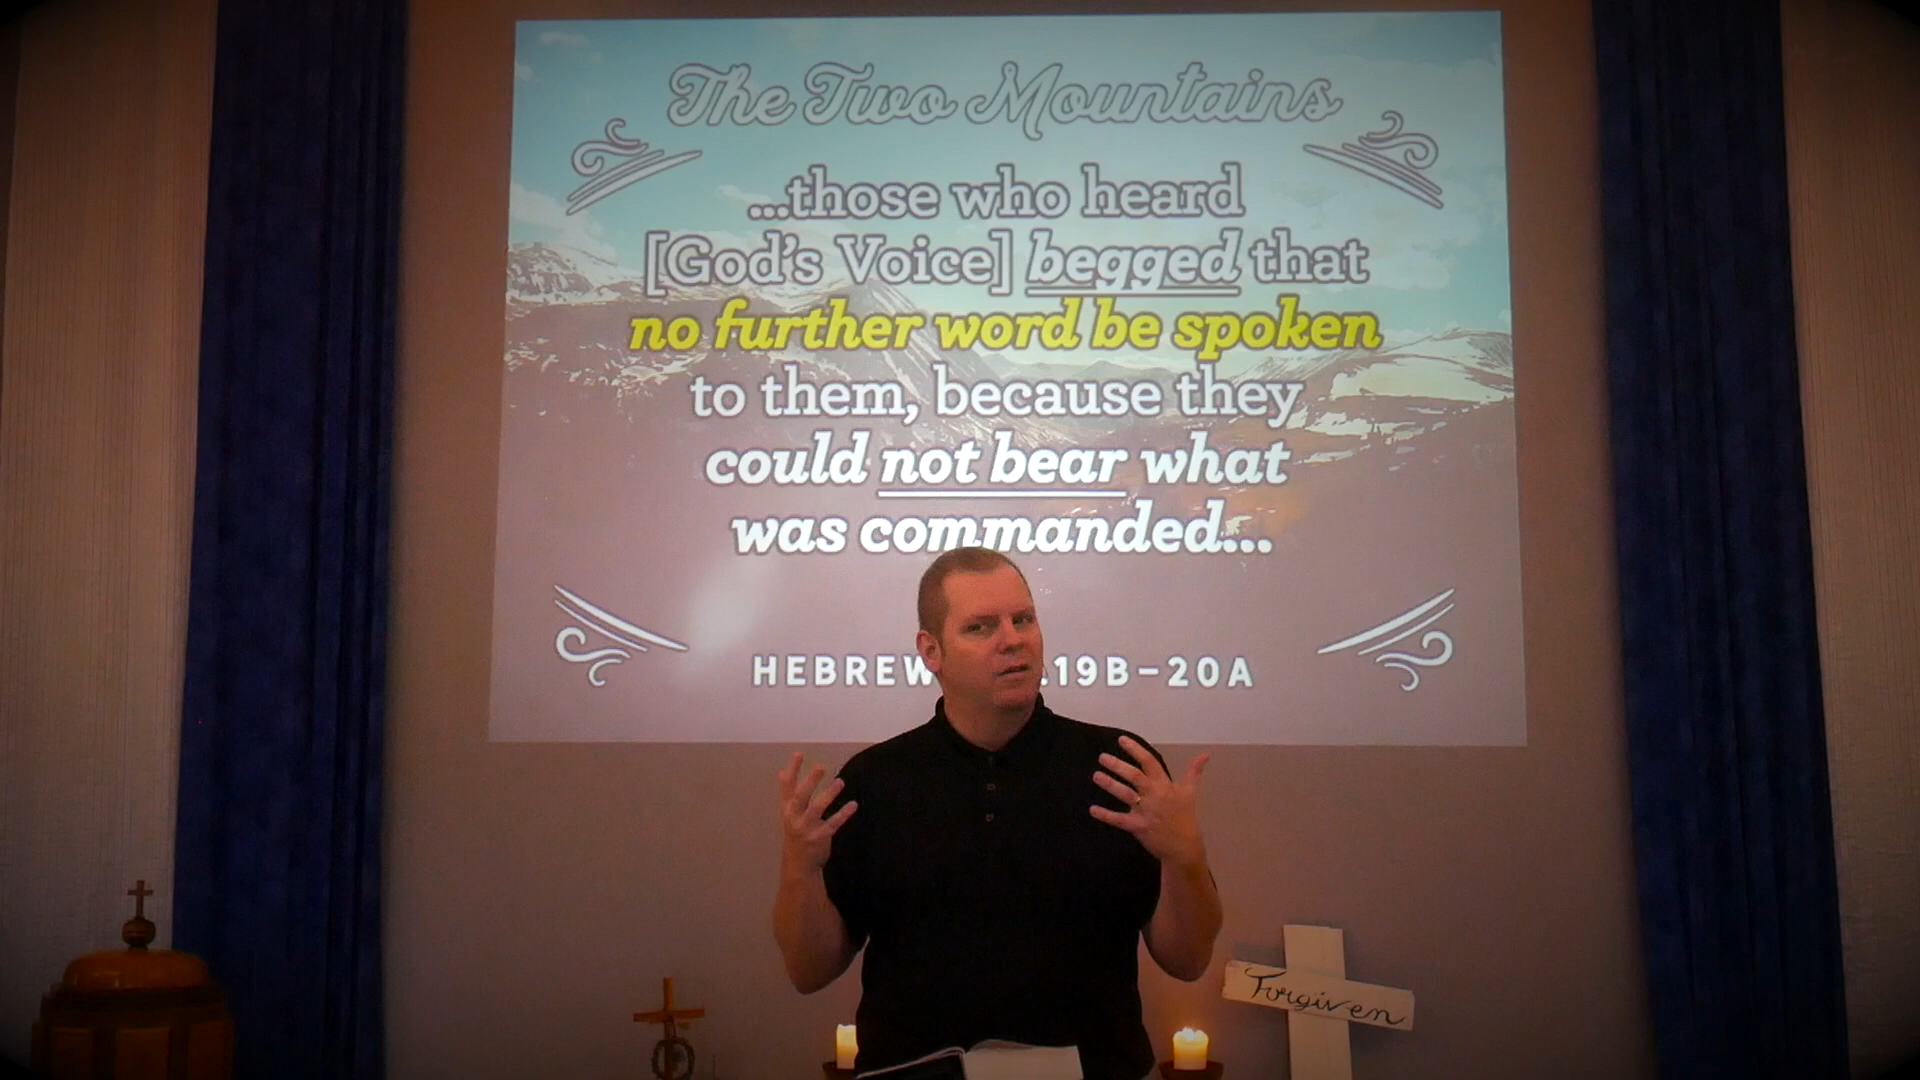 The Two Mountains
...those who heard
[God's Voice] begged that
no further word be spoken
to them, because they
could not bear what
was commanded...
HEBREW .19B-20A
Forgiven